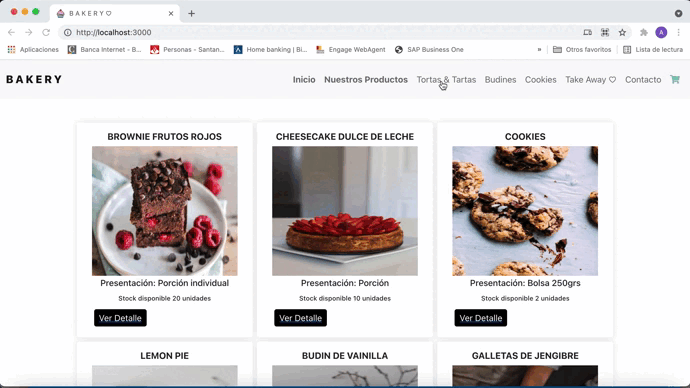 BAKERY♡
http://localhost:3000
A
Aplicaciones Banca Internet - B... Personas - Santan... Home banking | Bi... Engage WebAgent SAP Business One » Otros favoritos Lista de lectura
BAKERY Inicio Nuestros Productos Tortas & Tartas Budines Cookies Take Away ♡ Contacto
BROWNIE FRUTOS ROJOS
Presentación: Porción individual
Stock disponible 20 unidades
Ver Detalle
CHEESECAKE DULCE DE LECHE
Presentación: Porción
Stock disponible 10 unidades
Ver Detalle
COOKIES
Presentación: Bolsa 250grs
Stock disponible 2 unidades
Ver Detalle
LEMON PIE
BUDIN DE VAINILLA
GALLETAS DE JENGIBRE